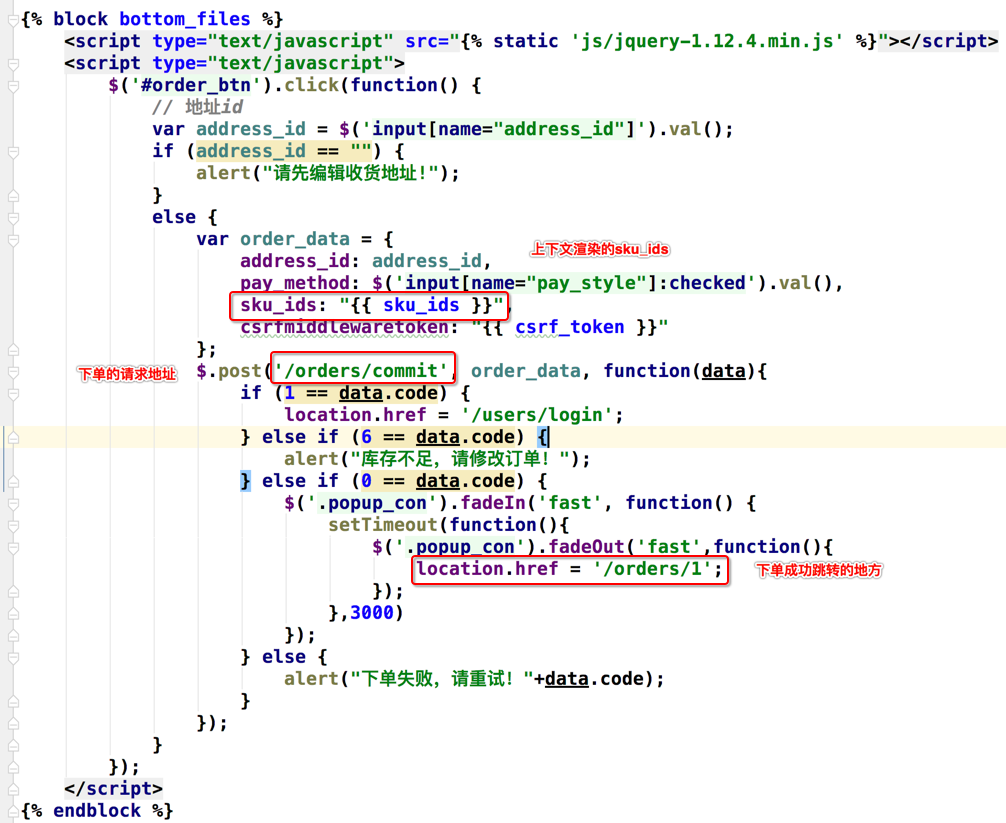 {% block bottom_files %}
<script type="text/javascript" src="{% static 'js/jquery-1.12.4.min.js' %}"></script>
<script type="text/javascript">
$('#order_btn').click(function() {
// 地址id
var address_id = $('input[name="address_id"]').val();
if (address_id == "") {
alert("请先编辑收货地址!");
}
else {
var order_data = {
上下文渲染的sku_ids
address_id: address_id,
pay_method: $('input[name="pay_style"]:checked').val(),
sku_ids: "{{ sku_ids }}",
csrfmiddlewaretoken: "{{ csrf_token }}"
};
下单的请求地址 $.post('/orders/commit', order_data, function(data){
if (1 == data.code) {
location.href = '/users/login';
} else if (6 == data.code) {
alert("库存不足，请修改订单！");
} else if (0 == data.code) {
$('.popup_con').fadeIn('fast', function() {
setTimeout(function(){
$('.popup_con').fadeOut('fast',function(){
location.href = '/orders/1'; 下单成功跳转的地方
});
},3000)
});
} else {
alert("下单失败，请重试！"+data.code);
}
});
}
});
</script>
{% endblock %}